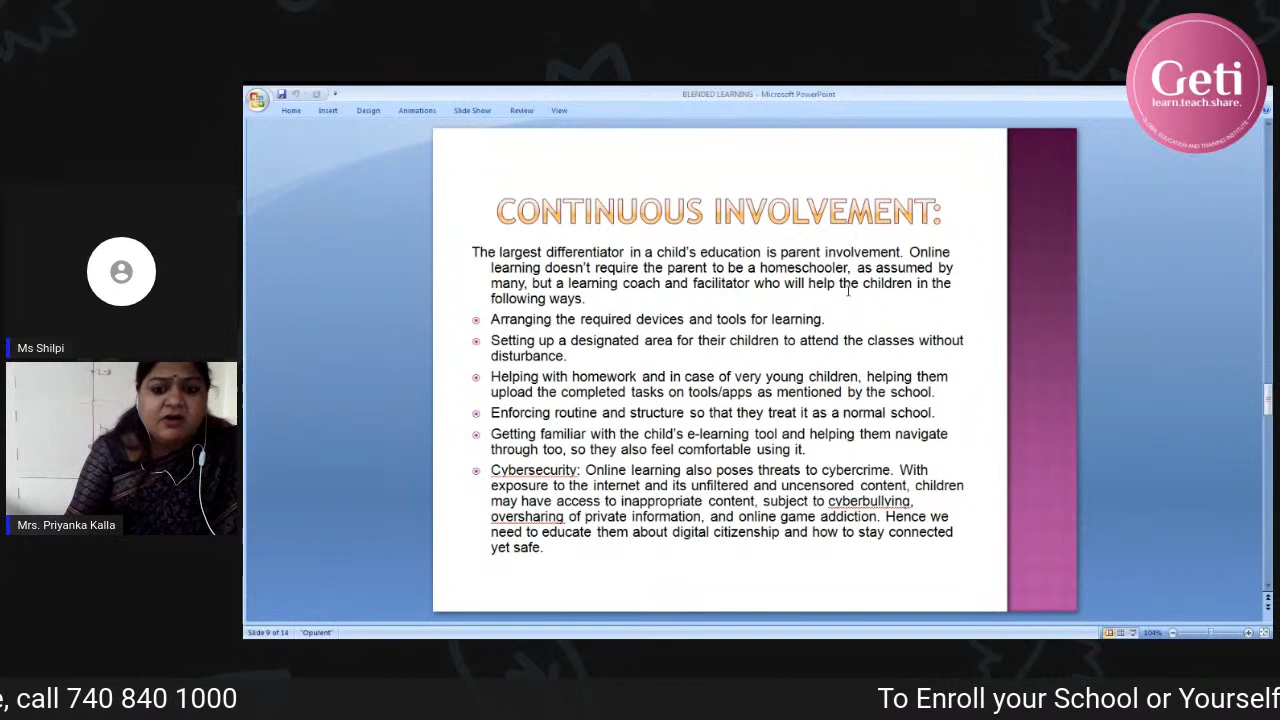 Geti
learn.teach.share.
GLOBAL EDUCATION AND TRAINING INSTITUTE
BLENDED LEARNING - Microsoft PowerPoint
Home Insert Design Animations Slide Show Review View
CONTINUOUS INVOLVEMENT:
The largest differentiator in a child's education is parent involvement. Online
learning doesn't require the parent to be a homeschooler, as assumed by
many, but a learning coach and facilitator who will help the children in the
following ways.
Arranging the required devices and tools for learning.
Setting up a designated area for their children to attend the classes without
disturbance.
Helping with homework and in case of very young children, helping them
upload the completed tasks on tools/apps as mentioned by the school.
Enforcing routine and structure so that they treat it as a normal school.
Getting familiar with the child's e-learning tool and helping them navigate
through too, so they also feel comfortable using it.
Cybersecurity: Online learning also poses threats to cybercrime. With
exposure to the internet and its unfiltered and uncensored content, children
may have access to inappropriate content, subject to cyberbullving,
oversharing of private information, and online game addiction. Hence we
need to educate them about digital citizenship and how to stay connected
yet safe.
Ms Shilpi
Mrs. Priyanka Kalla
Slide 9 of 14 "Opulent" 104%
e, call 740 840 1000
To Enroll your School or Yourself